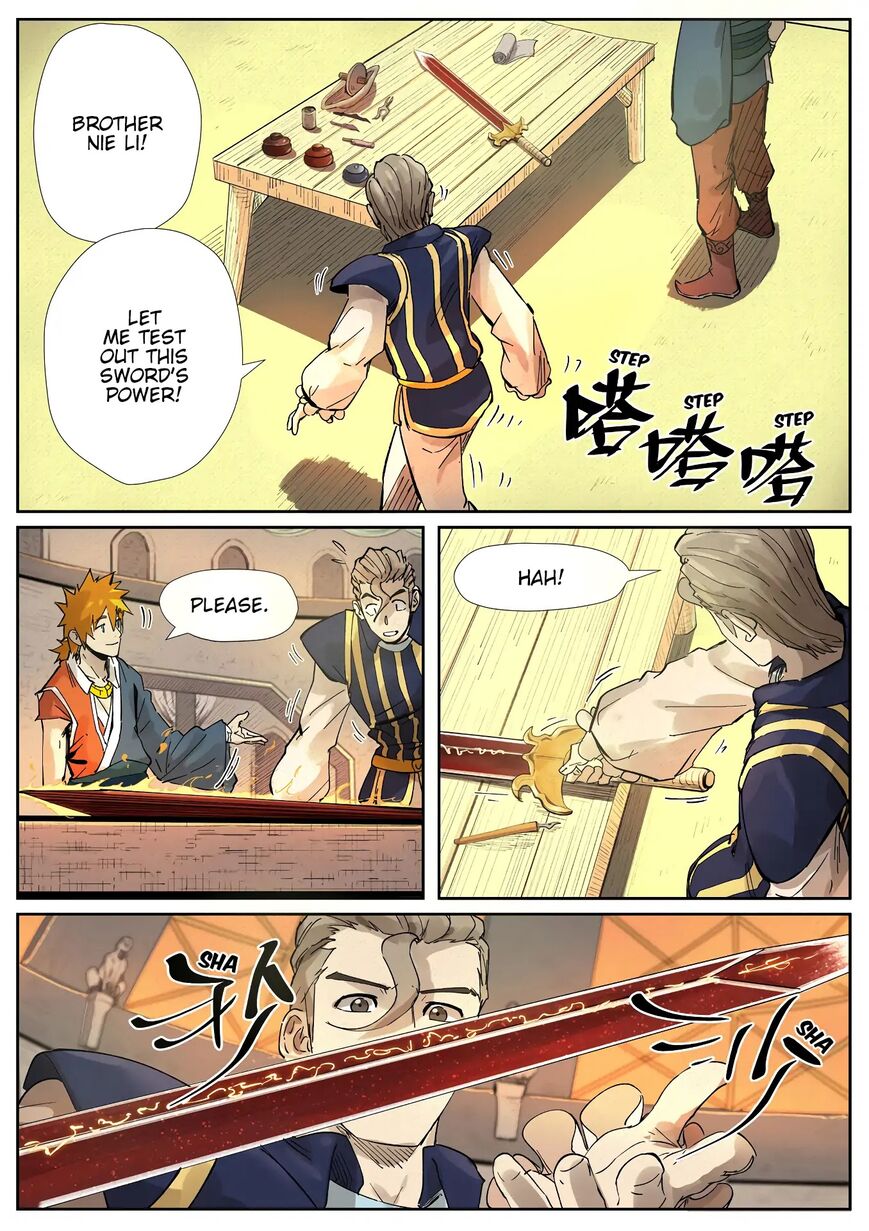 BROTHER
NIE LI!
LET
ME TEST
OUT THIS
SWORD'S
POWER!
STEP
STEP
STEP
嗒
嗒
嗒
PLEASE.
HAH!
SHA
SHA